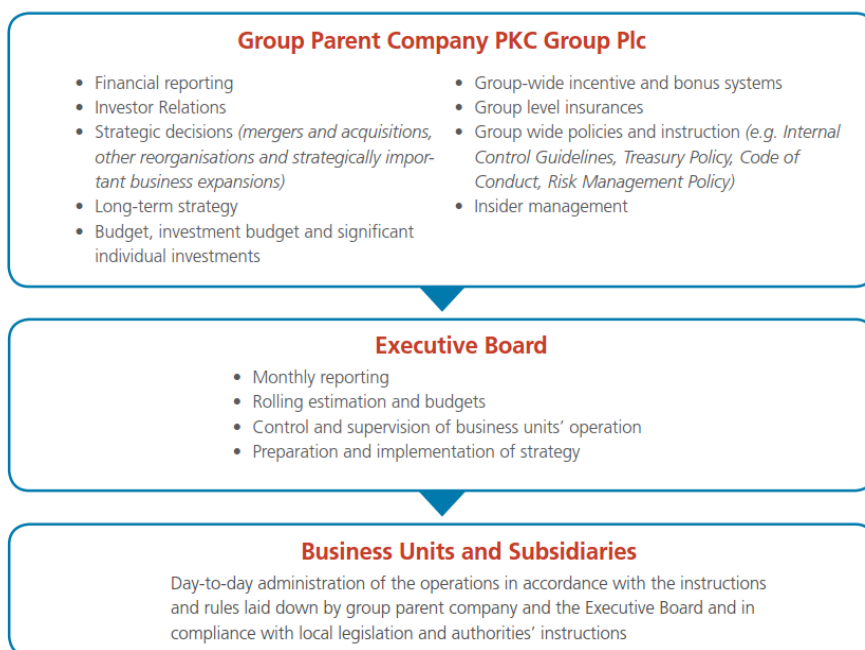 Group Parent Company PKC Group Plc
• Financial reporting
• Investor Relations
• Strategic decisions (mergers and acquisitions,
other reorganisations and strategically impor-
tant business expansions)
• Long-term strategy
• Budget, investment budget and significant
individual investments
• Group-wide incentive and bonus systems
• Group level insurances
• Group wide policies and instruction (e.g. Internal
Control Guidelines, Treasury Policy, Code of
Conduct, Risk Management Policy)
• Insider management
Executive Board
• Monthly reporting
• Rolling estimation and budgets
• Control and supervision of business units’ operation
• Preparation and implementation of strategy
Business Units and Subsidiaries
Day-to-day administration of the operations in accordance with the instructions
and rules laid down by group parent company and the Executive Board and in
compliance with local legislation and authorities’ instructions